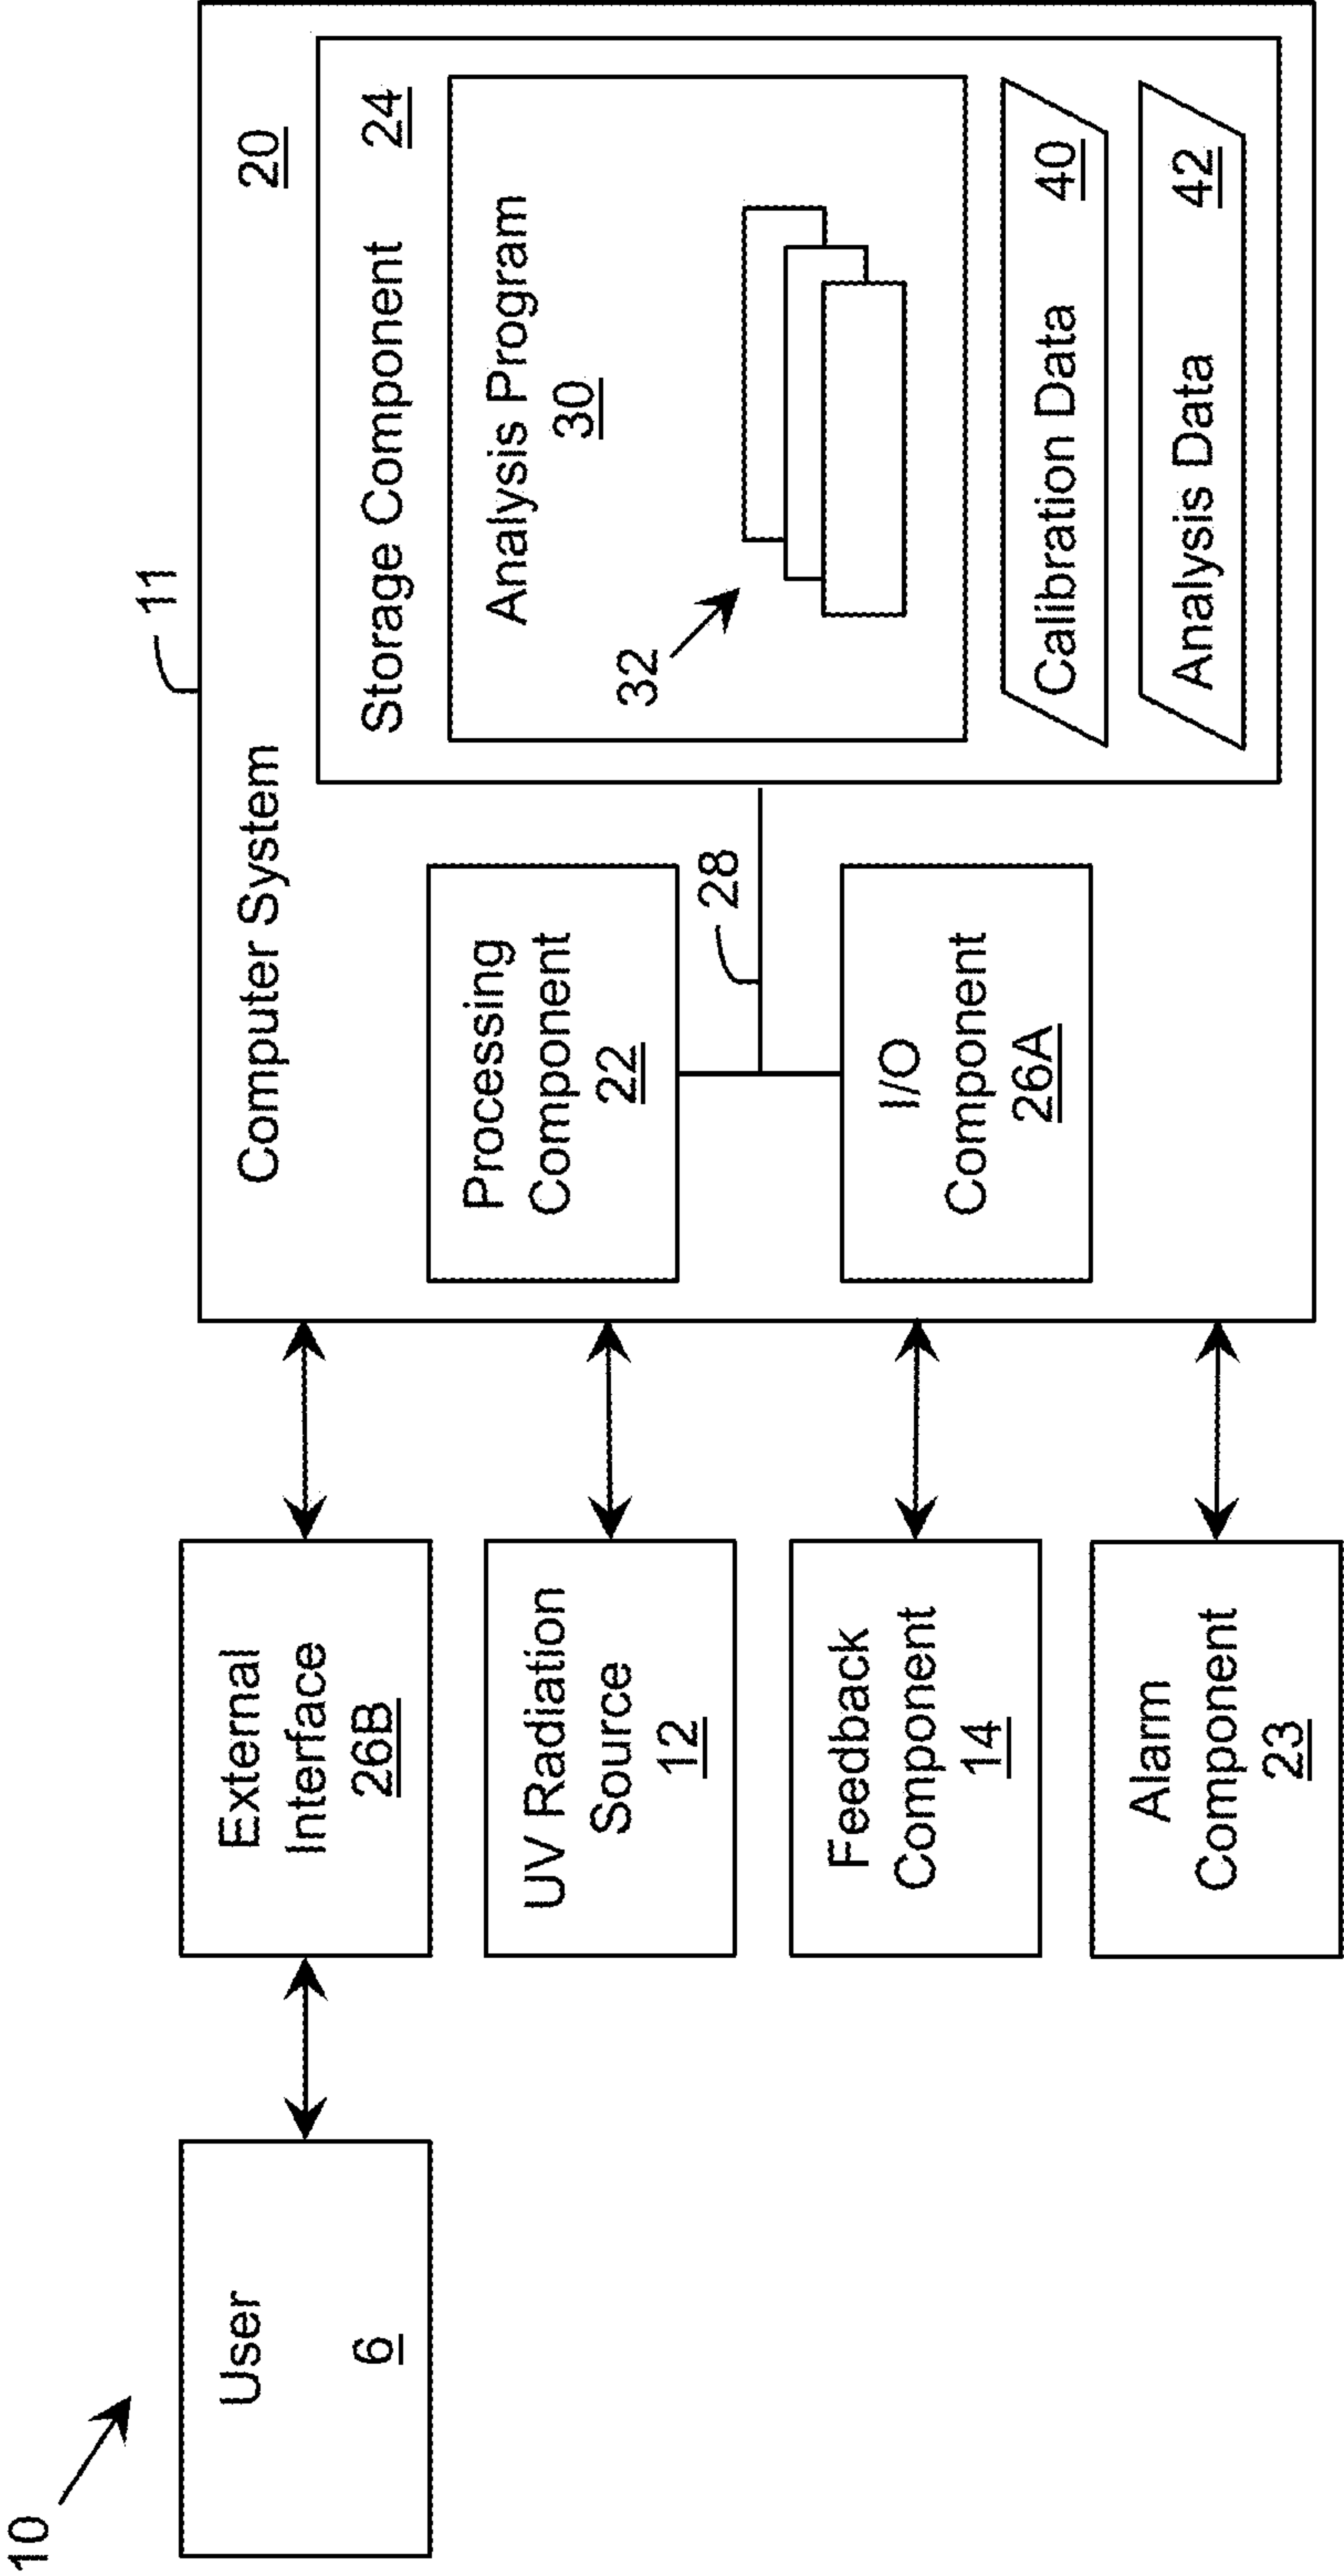 10
User
6
External
Interface
26B
UV Radiation
Source
12
Feedback
Component
14
Alarm
Component
23
11
Computer System
20
Processing
Component
22
28
I/O
Component
26A
Storage Component
24
Analysis Program
30
32
Calibration Data
40
Analysis Data
42